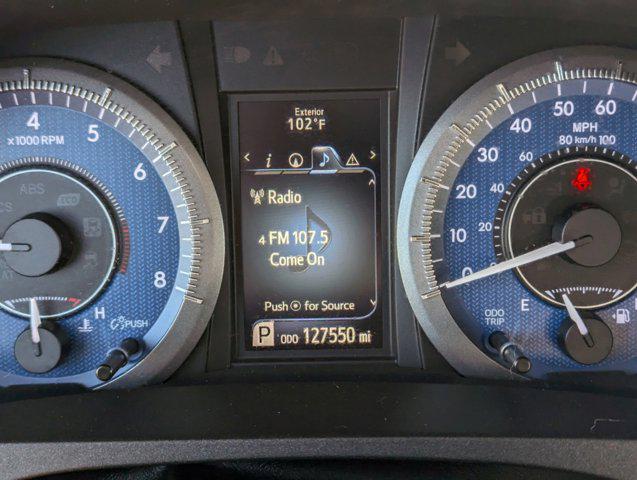 4
5
6
7
8
x1000 RPM
ABS
ECO
H
PUSH
Exterior
102°F
i
Radio
4 FM 107.5
Come On
Push for Source
P ODO 127550 mi
0
10
20
30
40
50
60
MPH
80 km/h 100
60
40
20
ODO
TRIP
E